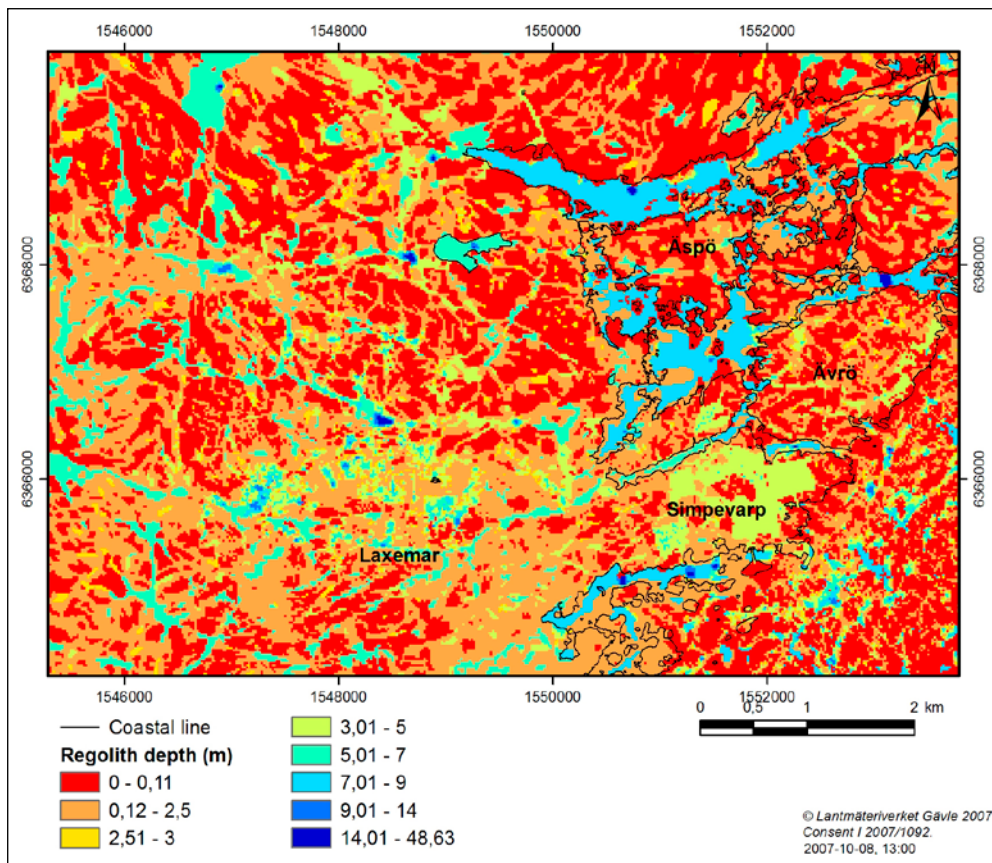 1546000 1548000 1550000 1552000
N
6368000 6368000
Äspö
Ävrö
6366000 6366000
Simpevarp
Laxemar
1546000 1548000 1550000 1552000
Coastal line
Regolith depth (m)
0 - 0,11
0,12 - 2,5
2,51 - 3
3,01 - 5
5,01 - 7
7,01 - 9
9,01 - 14
14,01 - 48,63
0 0,5 1 2 km
© Lantmäteriverket Gävle 2007
Consent I 2007/1092.
2007-10-08, 13:00